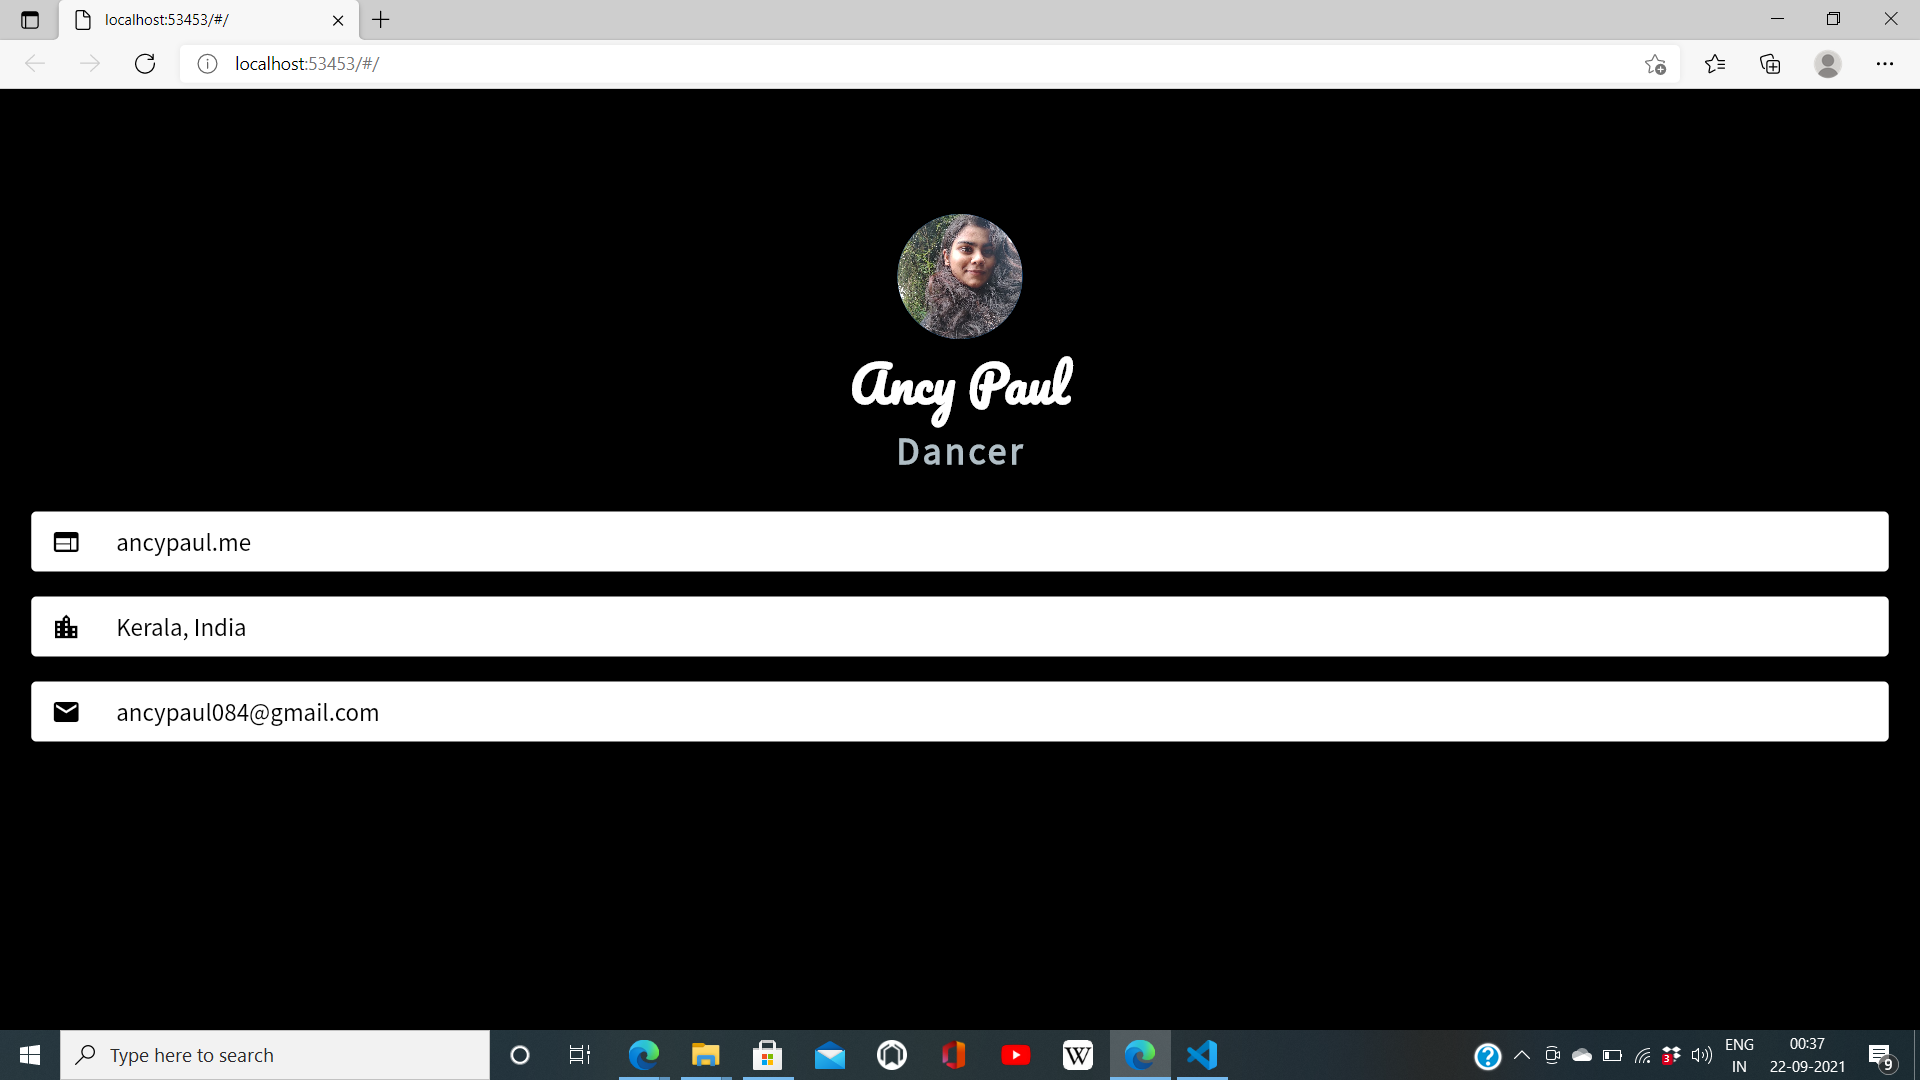 localhost:53453/#/
localhost:53453/#/
Ancy Paul
Dancer
ancypaul.me
Kerala, India
ancypaul084@gmail.com
Type here to search
W
3
ENG
IN
00:37
22-09-2021
9